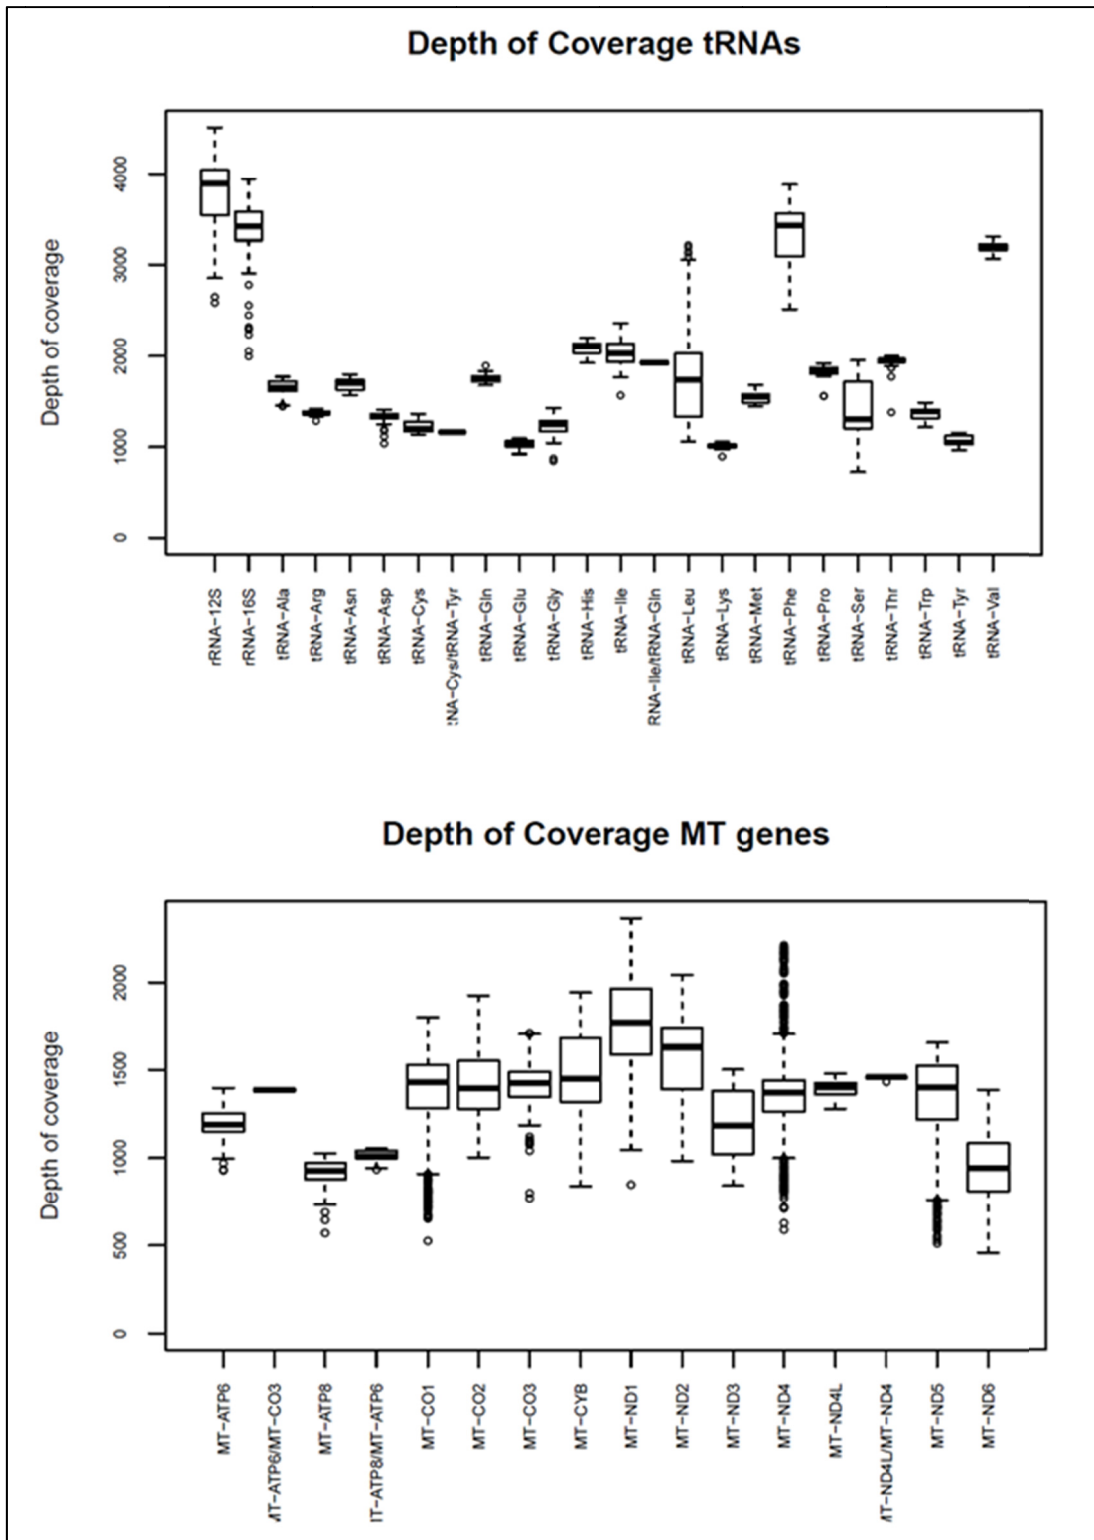 Depth of Coverage tRNAs
Depth of coverage
4000
3000
2000
1000
0
rRNA-12S
rRNA-16S
tRNA-Ala
tRNA-Arg
tRNA-Asn
tRNA-Asp
tRNA-Cys
NA-Cys/tRNA-Tyr
tRNA-Gln
tRNA-Glu
tRNA-Gly
tRNA-His
tRNA-Ile
RNA-Ile/tRNA-Gln
tRNA-Leu
tRNA-Lys
tRNA-Met
tRNA-Phe
tRNA-Pro
tRNA-Ser
tRNA-Thr
tRNA-Trp
tRNA-Tyr
tRNA-Val
Depth of Coverage MT genes
Depth of coverage
2000
1500
1000
500
0
MT-ATP6
MT-ATP6/MT-CO3
MT-ATP8
IT-ATP8/MT-ATP6
MT-CO1
MT-CO2
MT-CO3
MT-CYB
MT-ND1
MT-ND2
MT-ND3
MT-ND4
MT-ND4L
MT-ND4L/MT-ND4
MT-ND5
MT-ND6